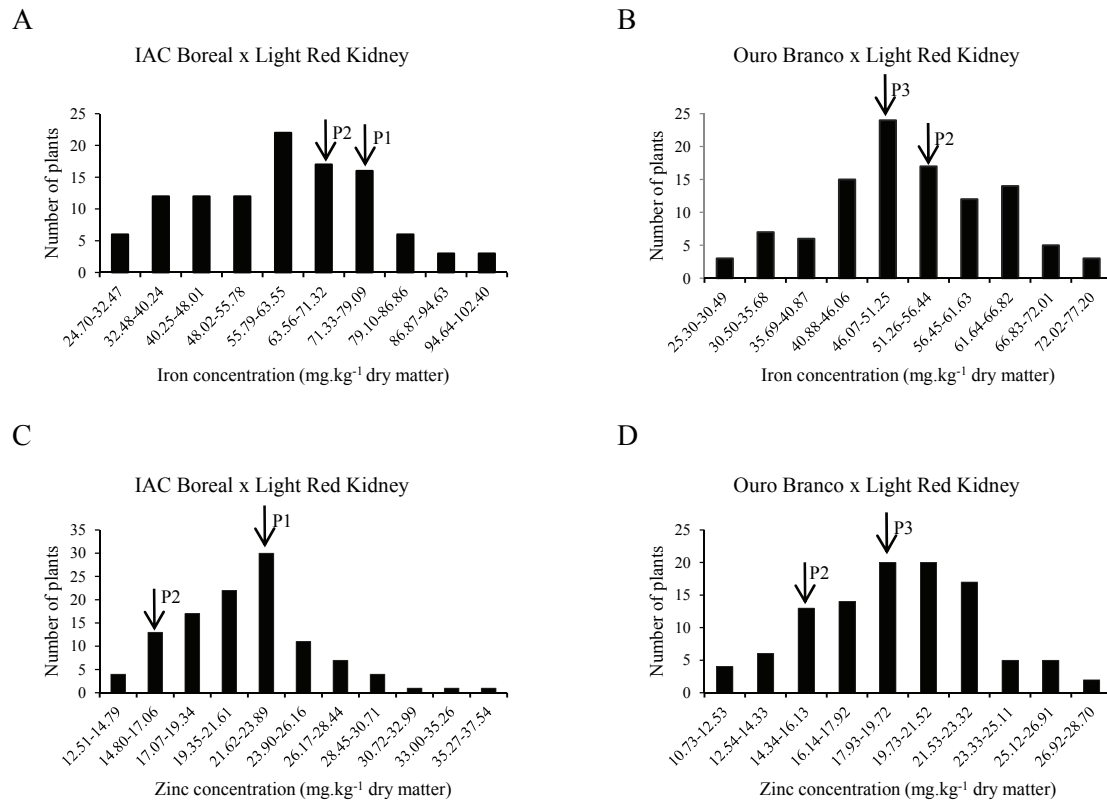 A
IAC Boreal x Light Red Kidney
Number of plants
25
20
15
10
5
0
P2
P1
24.70-32.47
32.48-40.24
40.25-48.01
48.02-55.78
55.79-63.55
63.56-71.32
71.33-79.09
79.10-86.86
86.87-94.63
94.64-102.40
Iron concentration (mg.kg-1 dry matter)
B
Ouro Branco x Light Red Kidney
Number of plants
25
20
15
10
5
0
P3
P2
25.30-30.49
30.50-35.68
35.69-40.87
40.88-46.06
46.07-51.25
51.26-56.44
56.45-61.63
61.64-66.82
66.83-72.01
72.02-77.20
Iron concentration (mg.kg-1 dry matter)
C
IAC Boreal x Light Red Kidney
Number of plants
35
30
25
20
15
10
5
0
P2
P1
12.51-14.79
14.80-17.06
17.07-19.34
19.35-21.61
21.62-23.89
23.90-26.16
26.17-28.44
28.45-30.71
30.72-32.99
33.00-35.26
35.27-37.54
Zinc concentration (mg.kg-1 dry matter)
D
Ouro Branco x Light Red Kidney
Number of plants
25
20
15
10
5
0
P2
P3
10.73-12.53
12.54-14.33
14.34-16.13
16.14-17.92
17.93-19.72
19.73-21.52
21.53-23.32
23.33-25.11
25.12-26.91
26.92-28.70
Zinc concentration (mg.kg-1 dry matter)